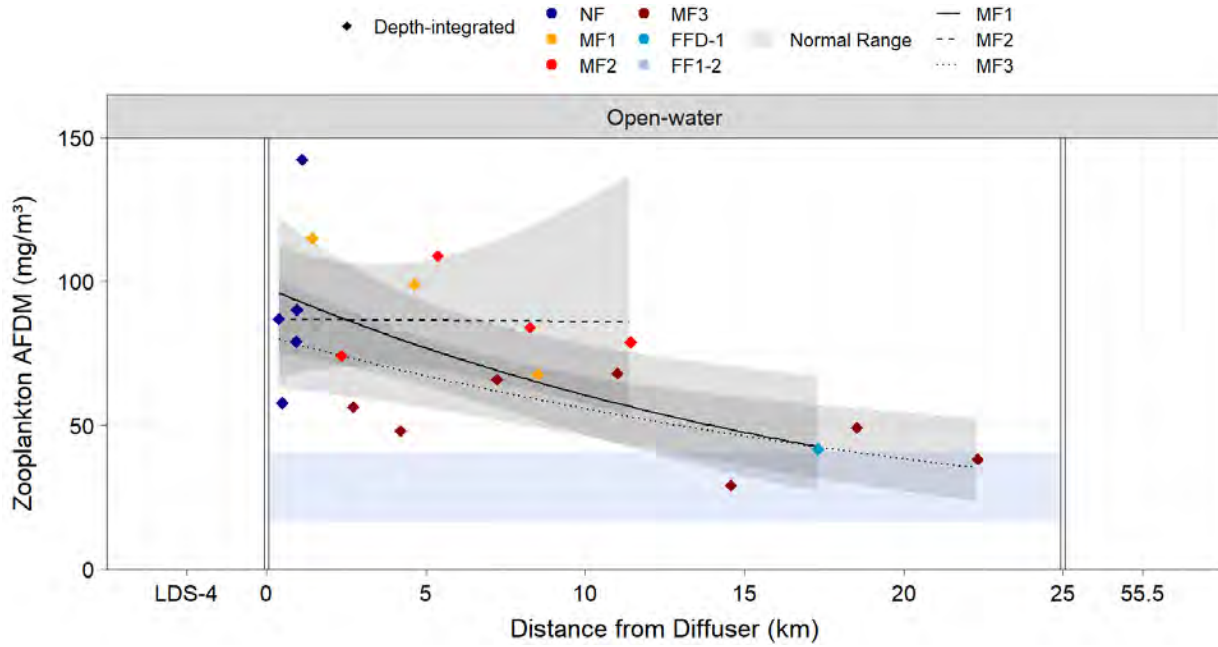 Depth-integrated
NF
MF1
MF2
MF3
FFD-1
FF1-2
Normal Range
MF1
MF2
MF3
Open-water
150
100
50
0
Zooplankton AFDM (mg/m³)
LDS-4 0 5 10 15 20 25 55.5
Distance from Diffuser (km)